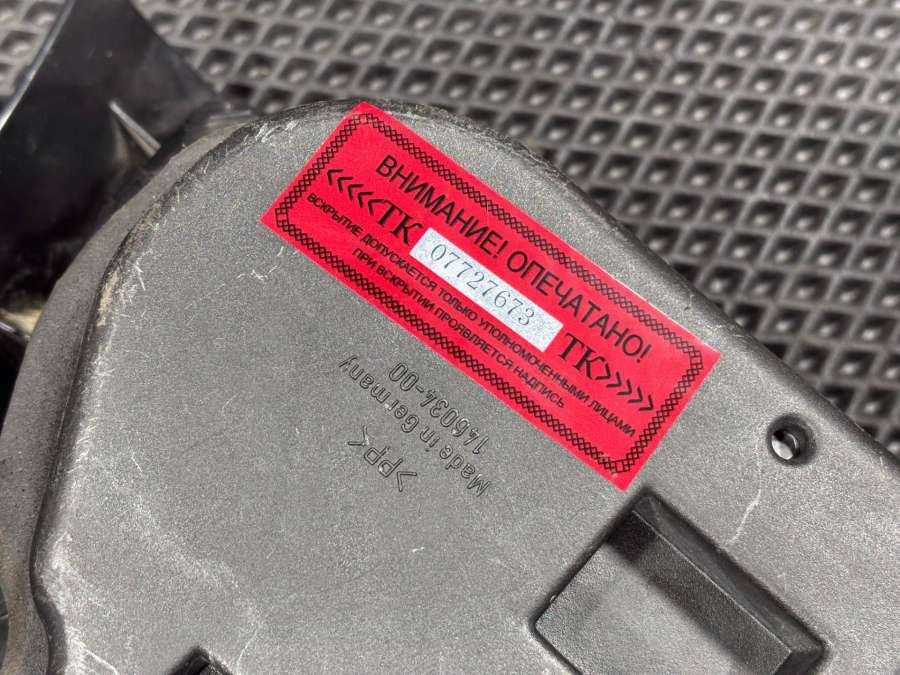 ВНИМАНИЕ! ОПЕЧАТАНО!
<<<<<ТК 07727673 ТК>>>>>
ВСКРЫТИЕ ДОПУСКАЕТСЯ ТОЛЬКО УПОЛНОМОЧЕННЫМИ ЛИЦАМИ
ПРИ ВСКРЫТИИ ПРОЯВЛЯЕТСЯ НАДПИСЬ
146034-00
Made in Germany
>pp<